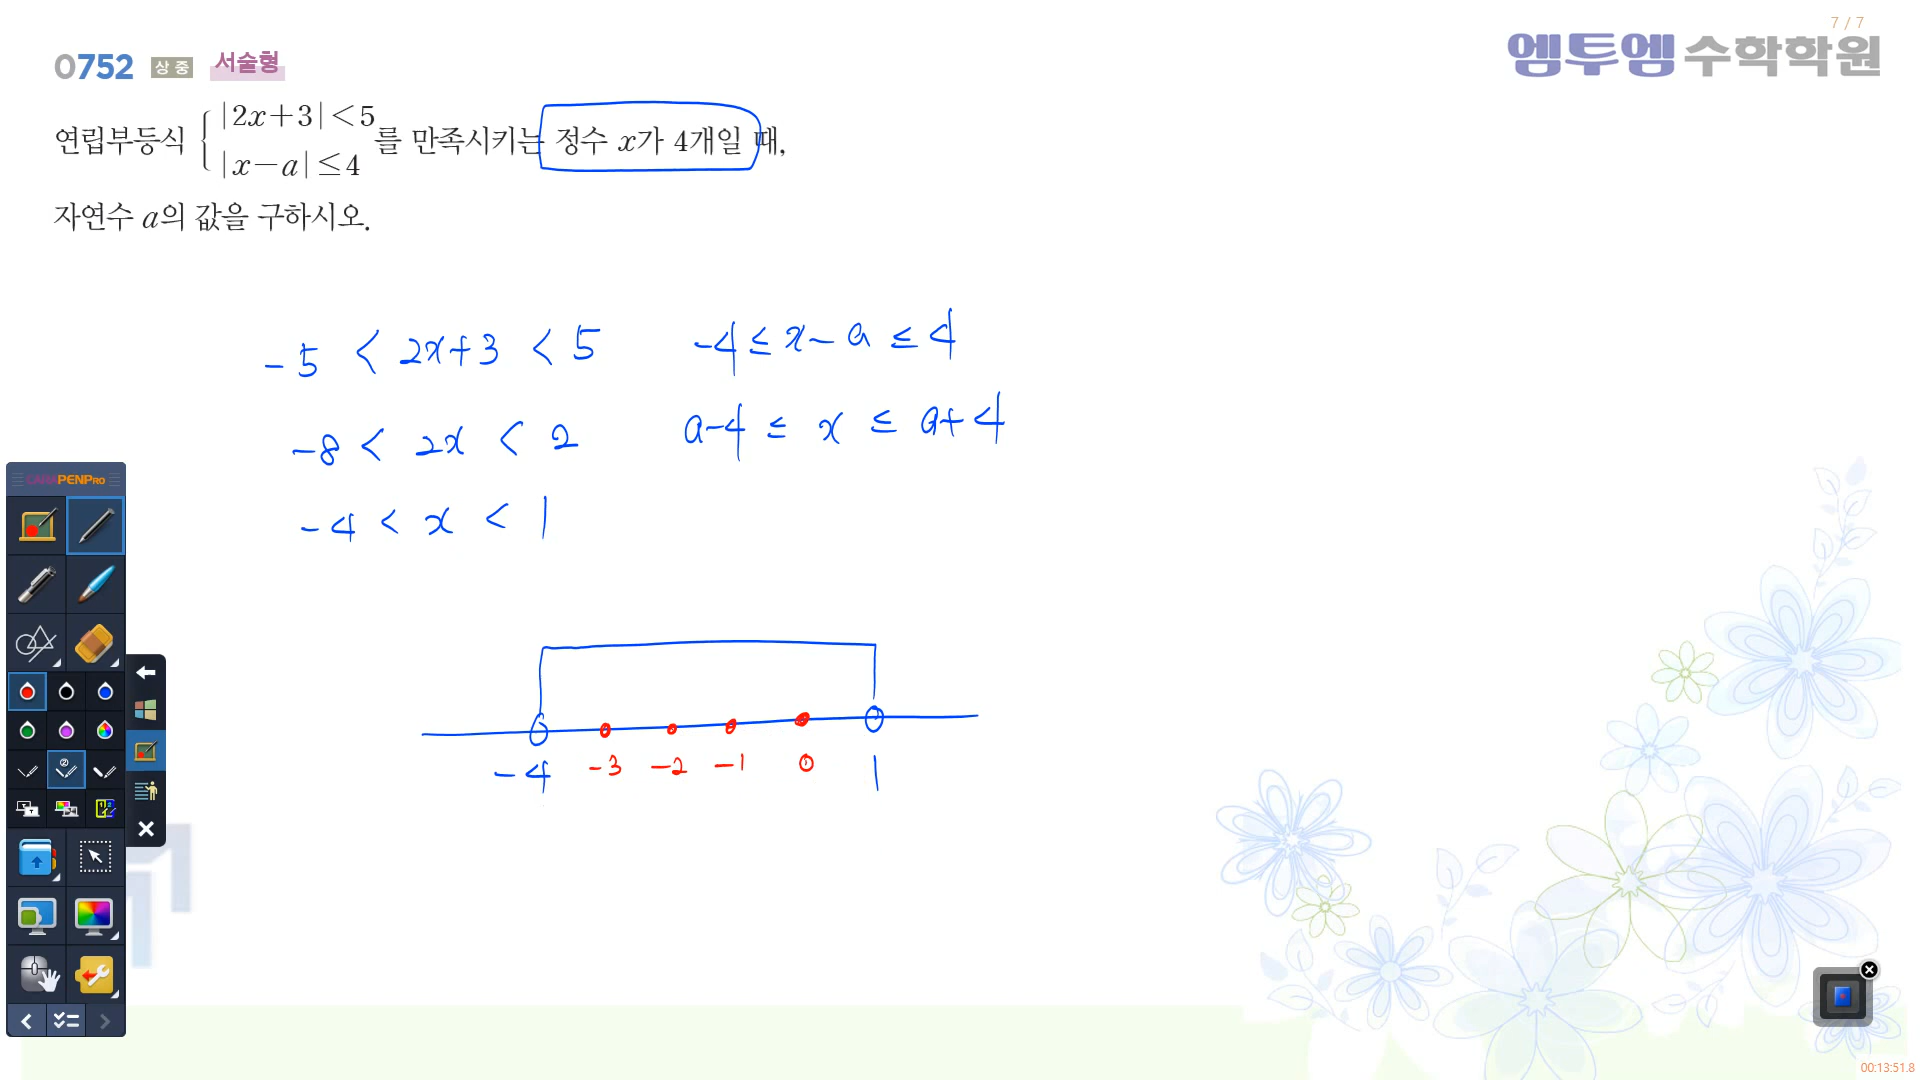 7 / 7
엠투엠 수학학원
0752 상 중 서술형
연립부등식 { |2x+3|<5
|x-a|≤4 를 만족시키는 정수 x가 4개일 때,
자연수 a의 값을 구하시오.
-5 < 2x+3 < 5
-4 ≤ x-a ≤ 4
-8 < 2x < 2
a-4 ≤ x ≤ a+4
-4 < x < 1
-4 -3 -2 -1 0 1
CAMAPENPRO
00:13:51.8